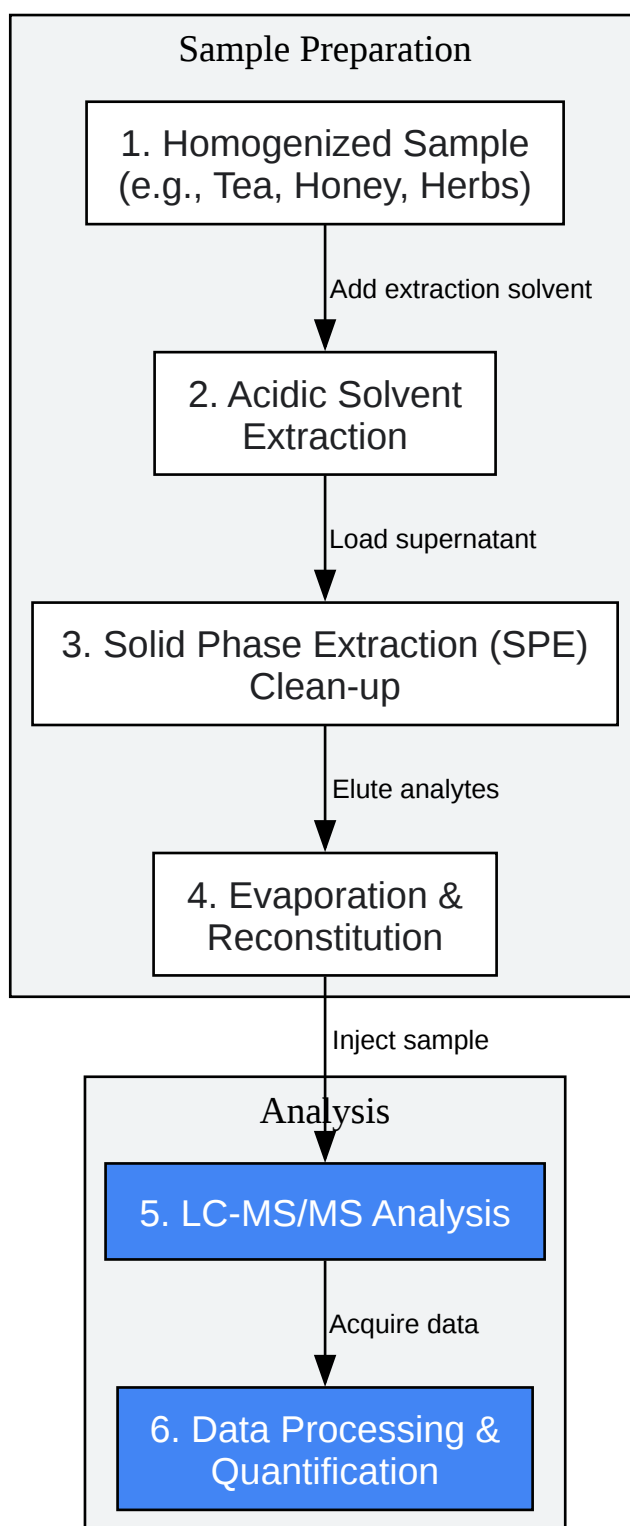 Sample Preparation
1. Homogenized Sample
(e.g., Tea, Honey, Herbs)
Add extraction solvent
2. Acidic Solvent
Extraction
Load supernatant
3. Solid Phase Extraction (SPE)
Clean-up
Elute analytes
4. Evaporation &
Reconstitution
Inject sample
Analysis
5. LC-MS/MS Analysis
Acquire data
6. Data Processing &
Quantification